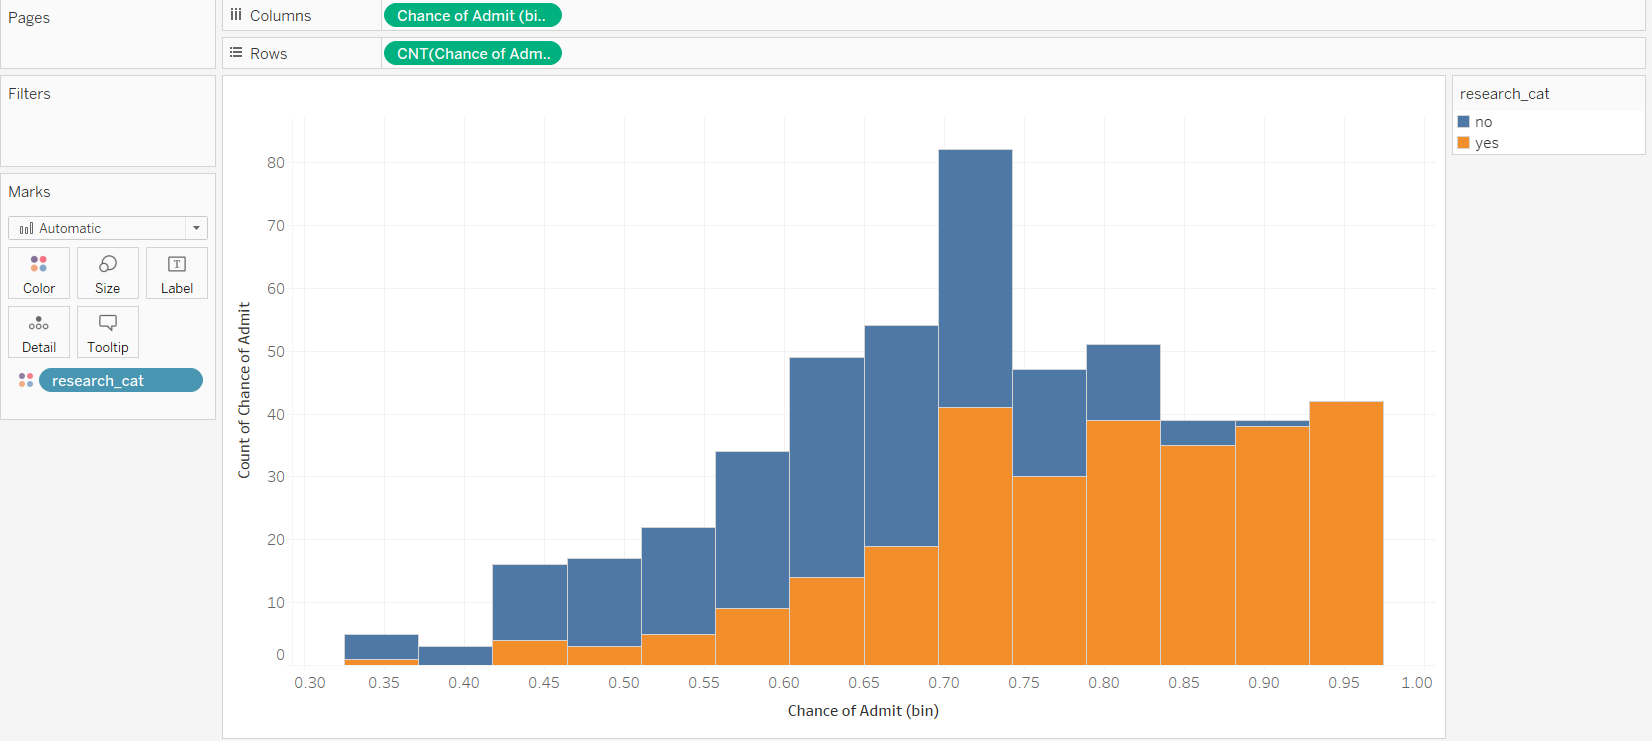 Pages
Columns
Chance of Admit (bi..
Rows
CNT(Chance of Adm..
Filters
Marks
Automatic
Color
Size
Label
Detail
Tooltip
research_cat
Count of Chance of Admit
80
70
60
50
40
30
20
10
0
0.30 0.35 0.40 0.45 0.50 0.55 0.60 0.65 0.70 0.75 0.80 0.85 0.90 0.95 1.00
Chance of Admit (bin)
research_cat
no
yes